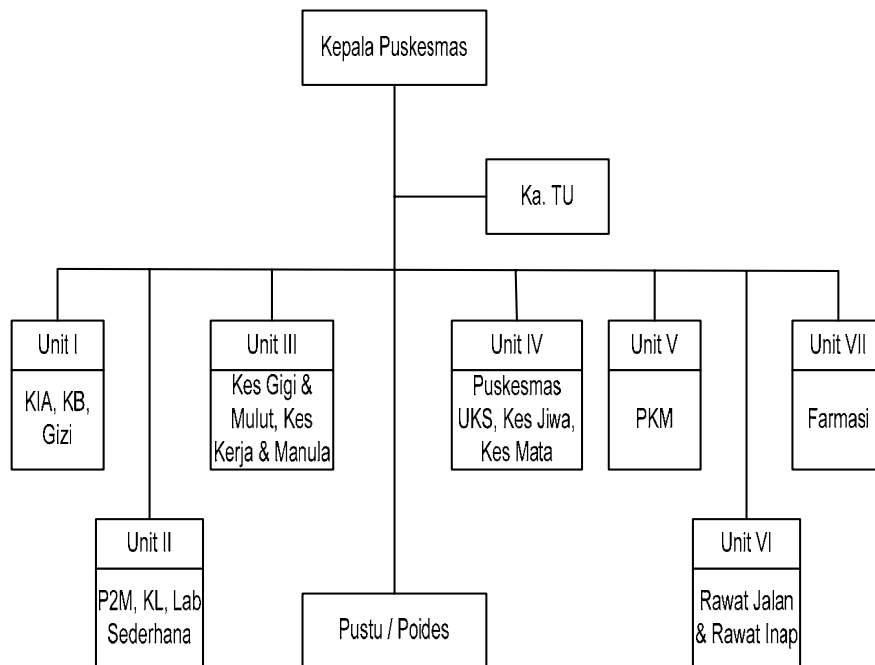 Kepala Puskesmas
Ka. TU
Unit I
KIA, KB,
Gizi
Unit III
Kes Gigi &
Mulut, Kes
Kerja & Manula
Unit IV
Puskesmas
UKS, Kes Jiwa,
Kes Mata
Unit V
PKM
Unit VII
Farmasi
Unit II
P2M, KL, Lab
Sederhana
Pustu / Poides
Unit VI
Rawat Jalan
& Rawat Inap